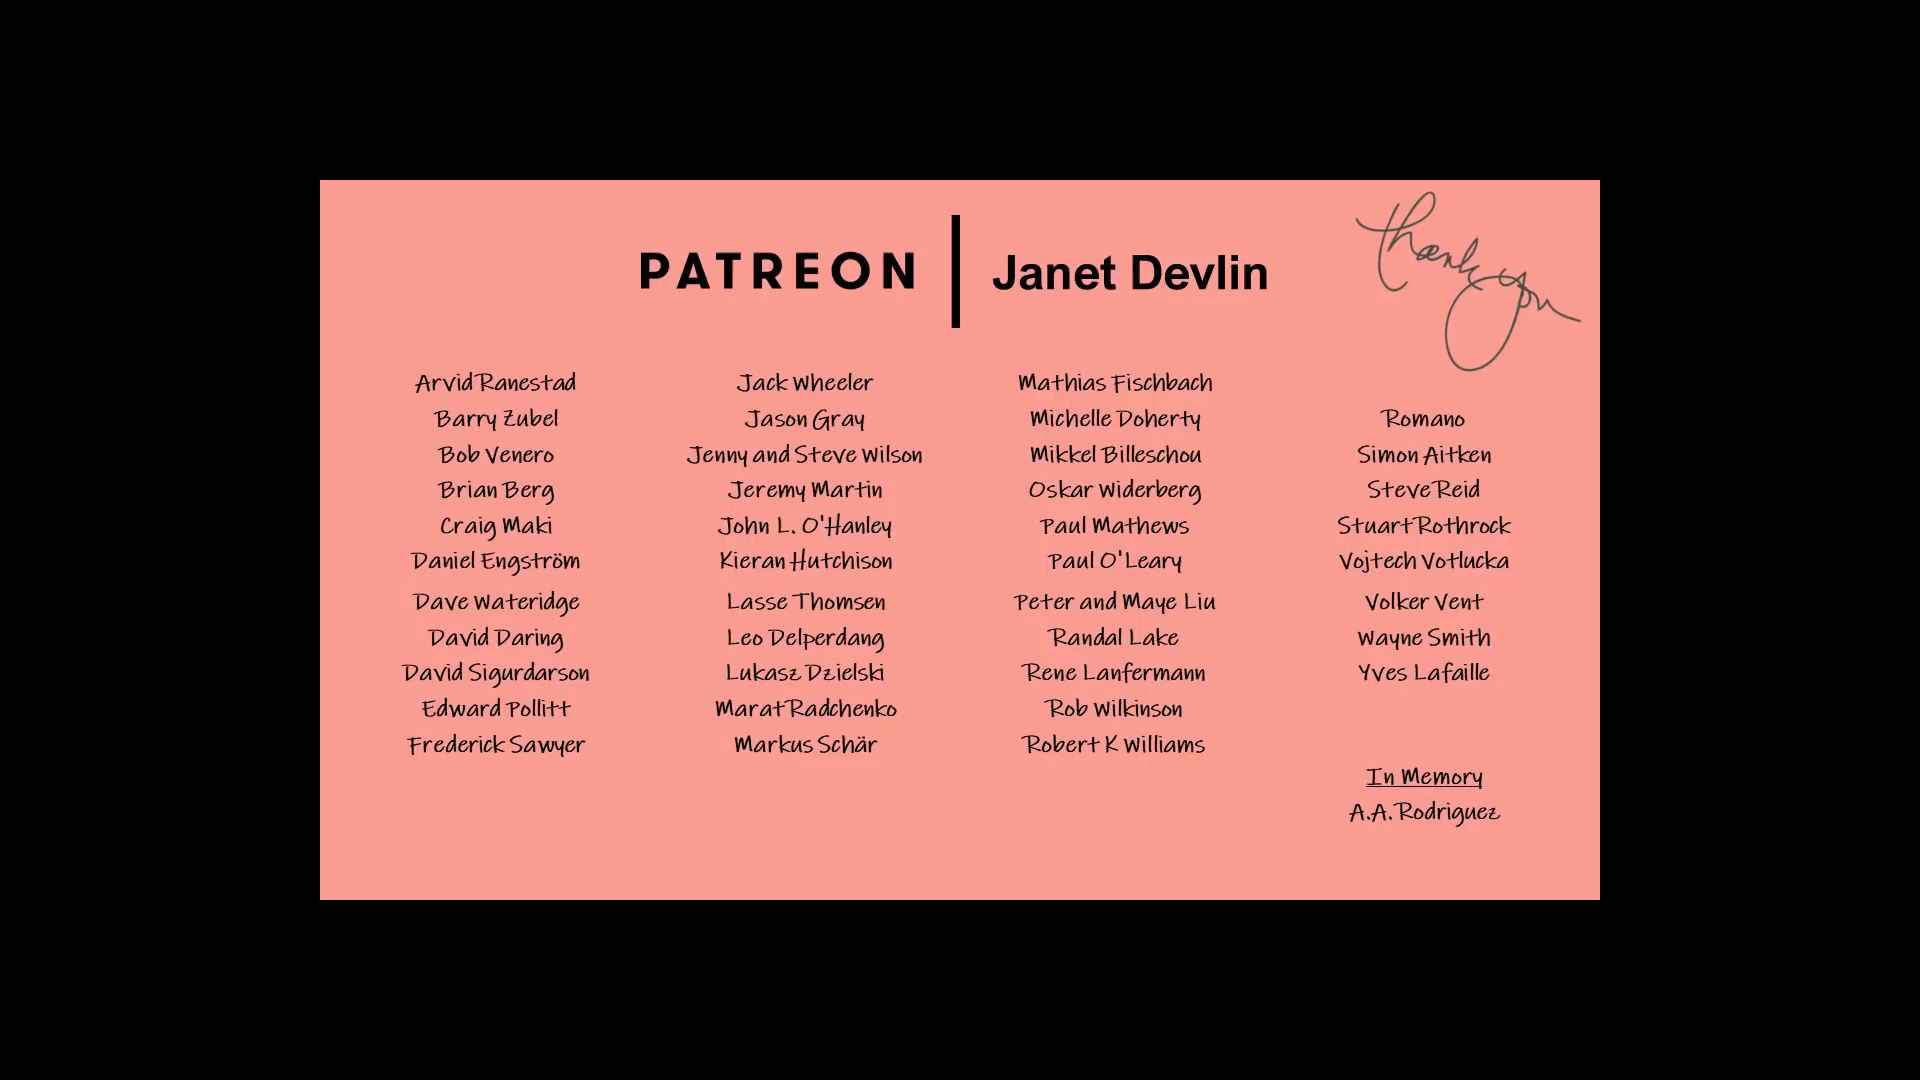 PATREON
Janet Devlin
thank you
Arvid Ranestad
Barry Zubel
Bob Venero
Brian Berg
Craig Maki
Daniel Engström
Dave Wateridge
David Daring
David Sigurdarson
Edward Pollitt
Frederick Sawyer
Jack Wheeler
Jason Gray
Jenny and Steve Wilson
Jeremy Martin
John L. O'Hanley
Kieran Hutchison
Lasse Thomsen
Leo Delperdang
Lukasz Dzielski
Marat Radchenko
Markus Schär
Mathias Fischbach
Michelle Doherty
Mikkel Billeschou
Oskar Widerberg
Paul Mathews
Paul O'Leary
Peter and Maye Liu
Randal Lake
Rene Lanfermann
Rob Wilkinson
Robert K Williams
Romano
Simon Aitken
Steve Reid
Stuart Rothrock
Vojtech Votlucka
Volker Vent
Wayne Smith
Yves Lafaille
In Memory
A.A. Rodriguez